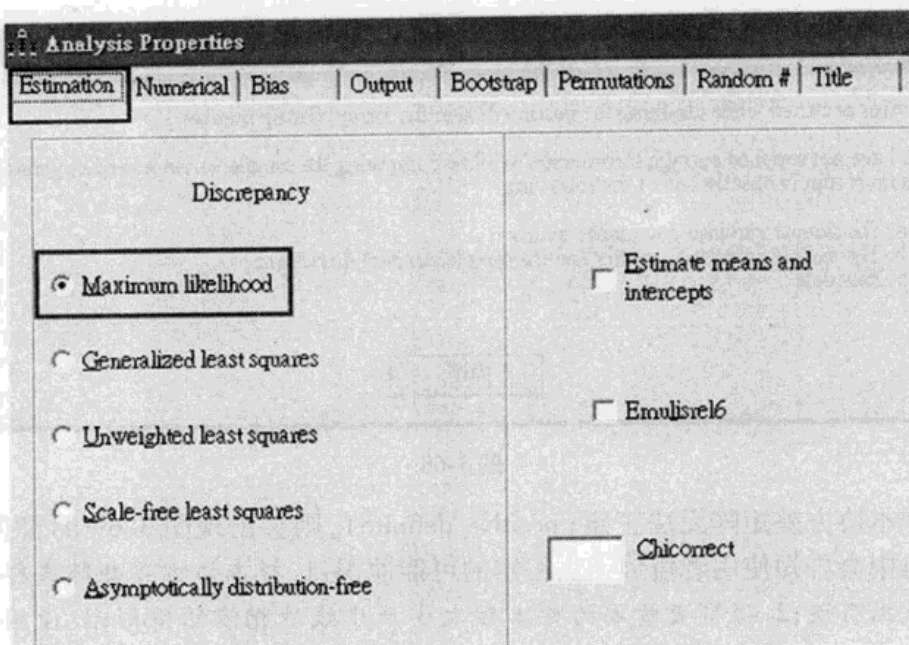 Analysis Properties
Estimation Numerical Bias Output Bootstrap Permutations Random # Title
Discrepancy
Maximum likelihood
Generalized least squares
Unweighted least squares
Scale-free least squares
Asymptotically distribution-free
Estimate means and
intercepts
Emulisrel6
Chicorrect